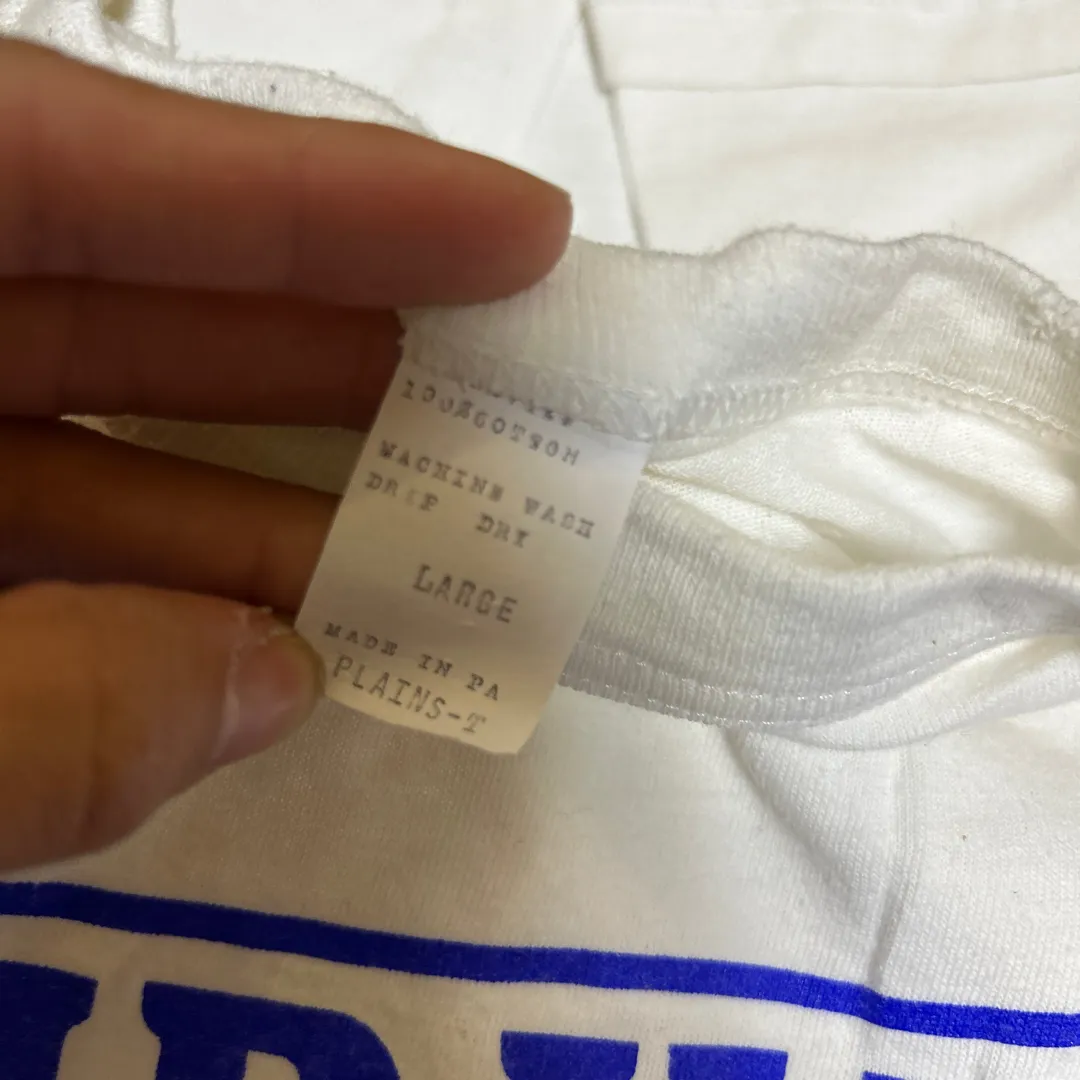 100%COTTON
MACHINE WASH
DRIP DRY
LARGE
MADE IN PA
PLAINS-T